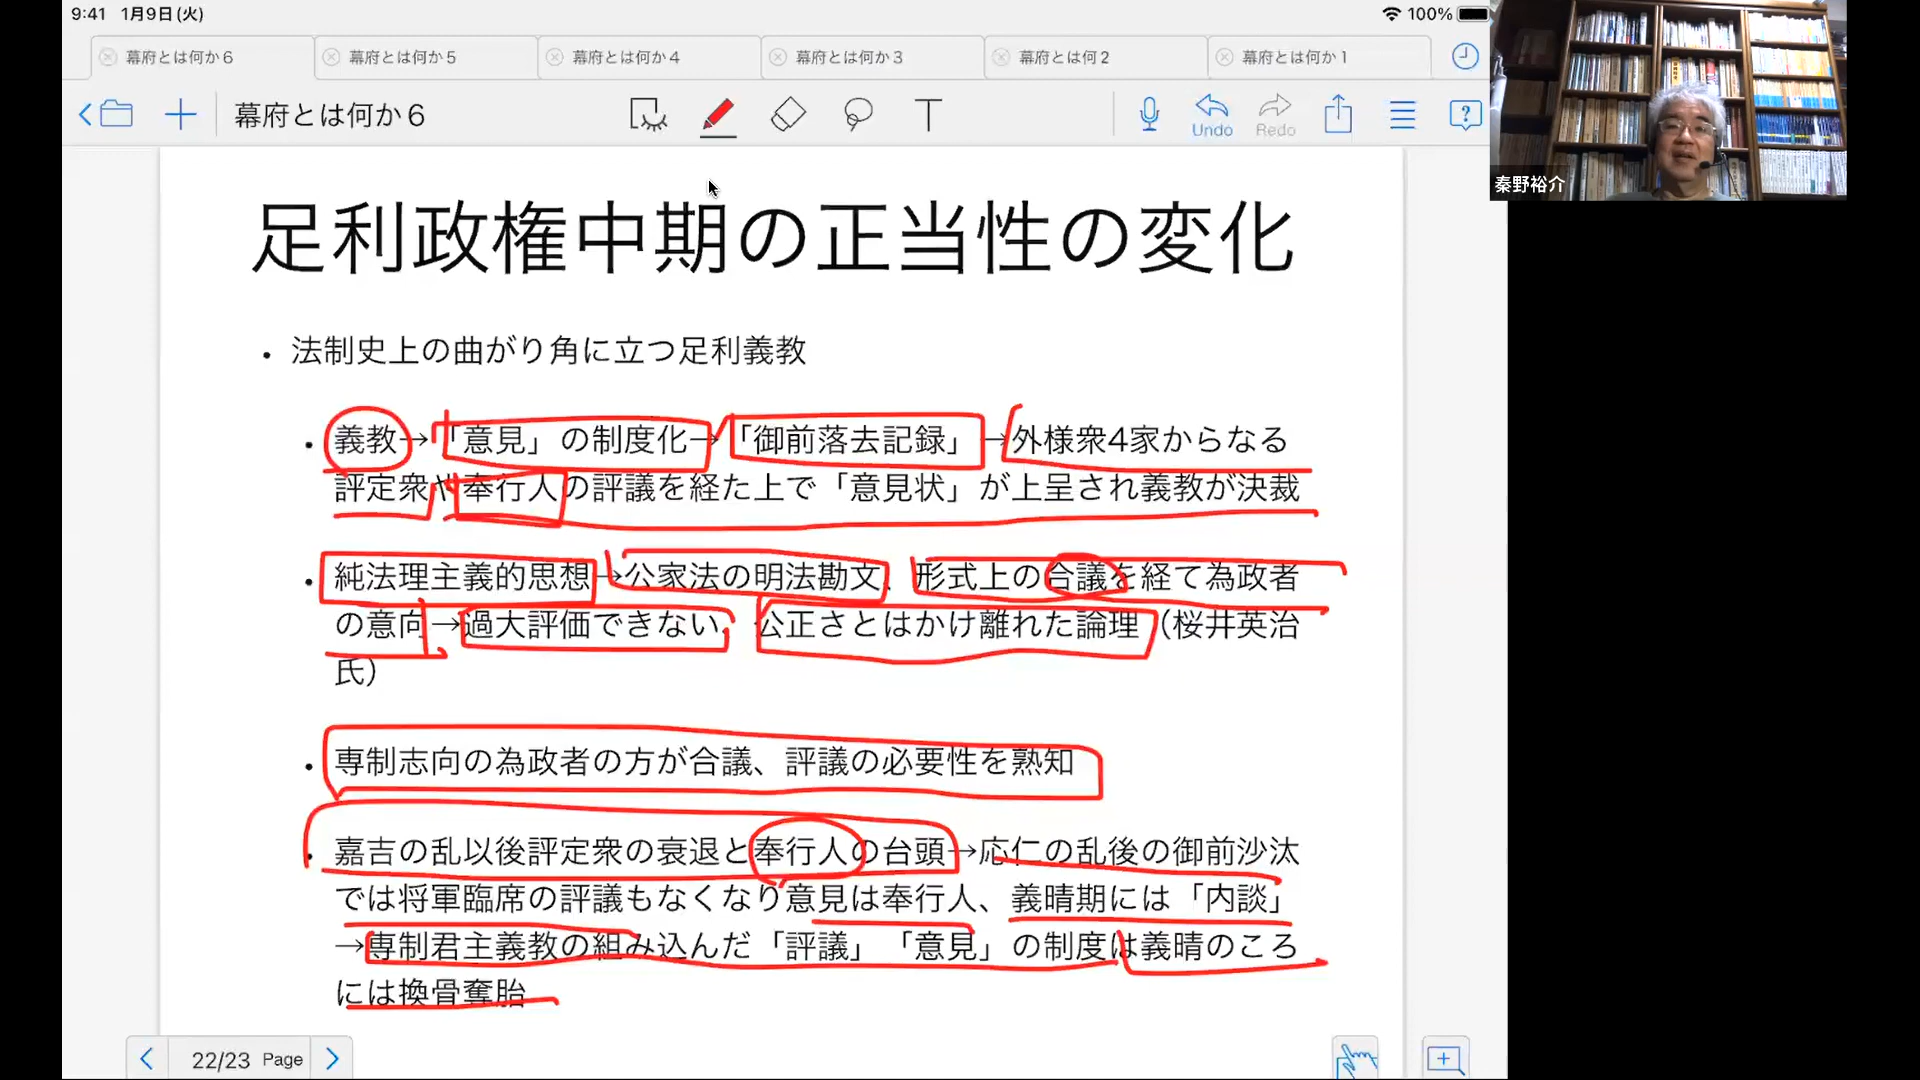 9:41 1月9日(火)
100%
幕府とは何か6
幕府とは何か5
幕府とは何か4
幕府とは何か3
幕府とは何2
幕府とは何か1
幕府とは何か6
T
Undo
Redo
秦野裕介
足利政権中期の正当性の変化
• 法制史上の曲がり角に立つ足利義教
• 義教→「意見」の制度化→「御前落去記録」→外様衆4家からなる
評定衆や奉行人の評議を経た上で「意見状」が上呈され義教が決裁
• 純法理主義的思想→公家法の明法勘文、形式上の合議を経て為政者
の意向→過大評価できない、公正さとはかけ離れた論理（桜井英治
氏）
• 専制志向の為政者の方が合議、評議の必要性を熟知
• 嘉吉の乱以後評定衆の衰退と奉行人の台頭→応仁の乱後の御前沙汰
では将軍臨席の評議もなくなり意見は奉行人、義晴期には「内談」
→専制君主義教の組み込んだ「評議」「意見」の制度は義晴のころ
には換骨奪胎
22/23 Page